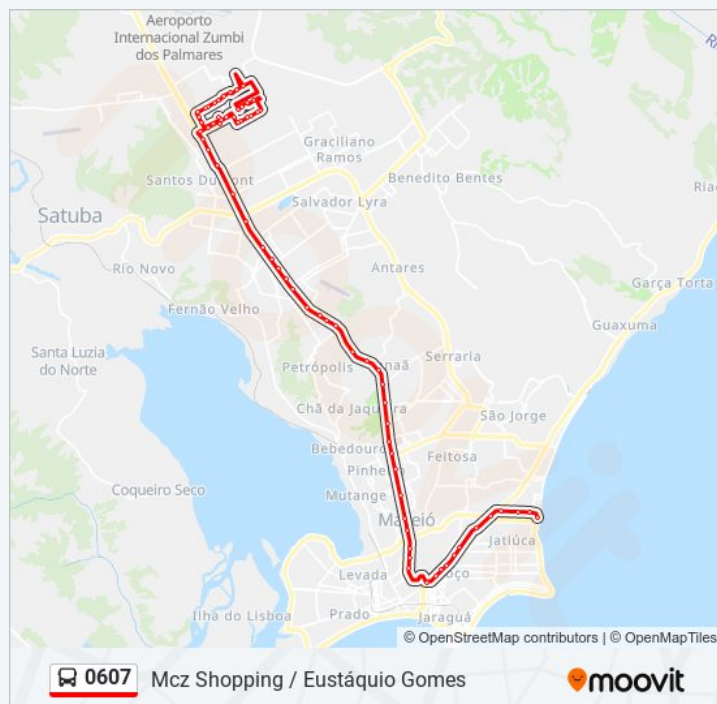 Aeroporto
Internacional Zumbi
dos Palmares
Graciliano
Ramos
Benedito Bentes
Santos Dumont
Satuba
Salvador Lyra
Rio Novo
Antares
Garça Torta
Fernão Velho
Guaxuma
Santa Luzia
do Norte
Serraria
Petrópolis
Chã da Jaqueira
São Jorge
Bebedouro
Feitosa
Pinheiro
Coqueiro Seco
Mutange
Maceió
Jatiúca
Levada
Poço
Ilha do Lisboa
Prado
Jaraguá
© OpenStreetMap contributors | © OpenMapTiles
0607 Mcz Shopping / Eustáquio Gomes
moovit